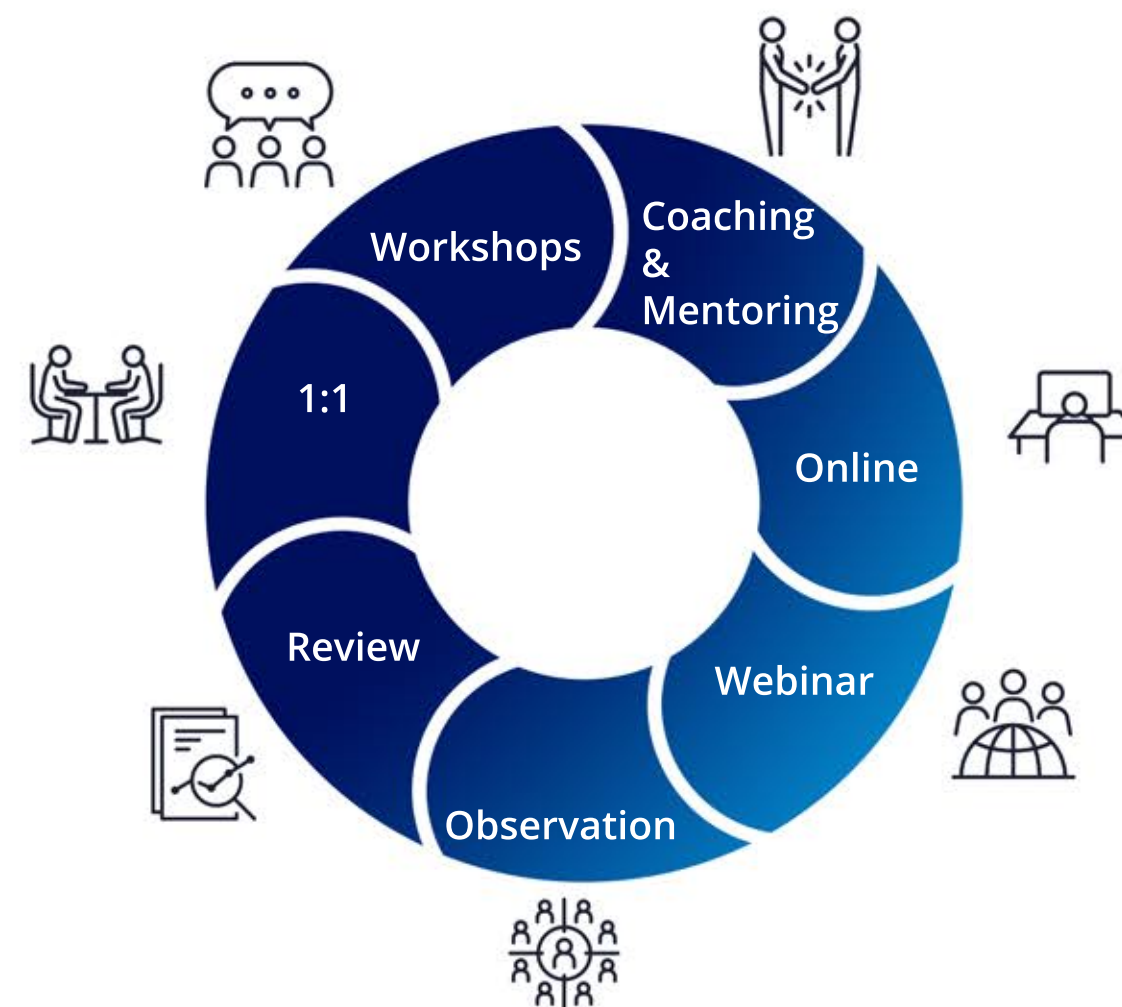 Workshops
Coaching
&
Mentoring
1:1
Online
Review
Webinar
Observation